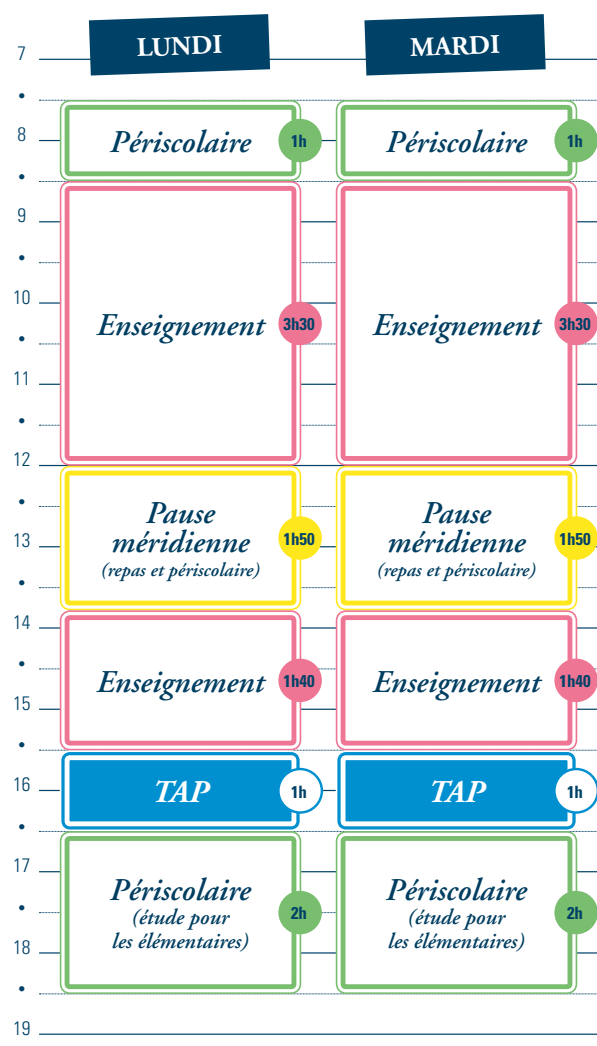 LUNDI MARDI
7
•
8 Périscolaire 1h Périscolaire 1h
•
9
•
10
Enseignement 3h30 Enseignement 3h30
•
11
•
12
•
Pause Pause
13 méridienne 1h50 méridienne 1h50
(repas et périscolaire) (repas et périscolaire)
•
14
•
Enseignement 1h40 Enseignement 1h40
15
•
16 TAP 1h TAP 1h
•
17
Périscolaire Périscolaire
• (étude pour 2h (étude pour 2h
les élémentaires) les élémentaires)
18
•
19